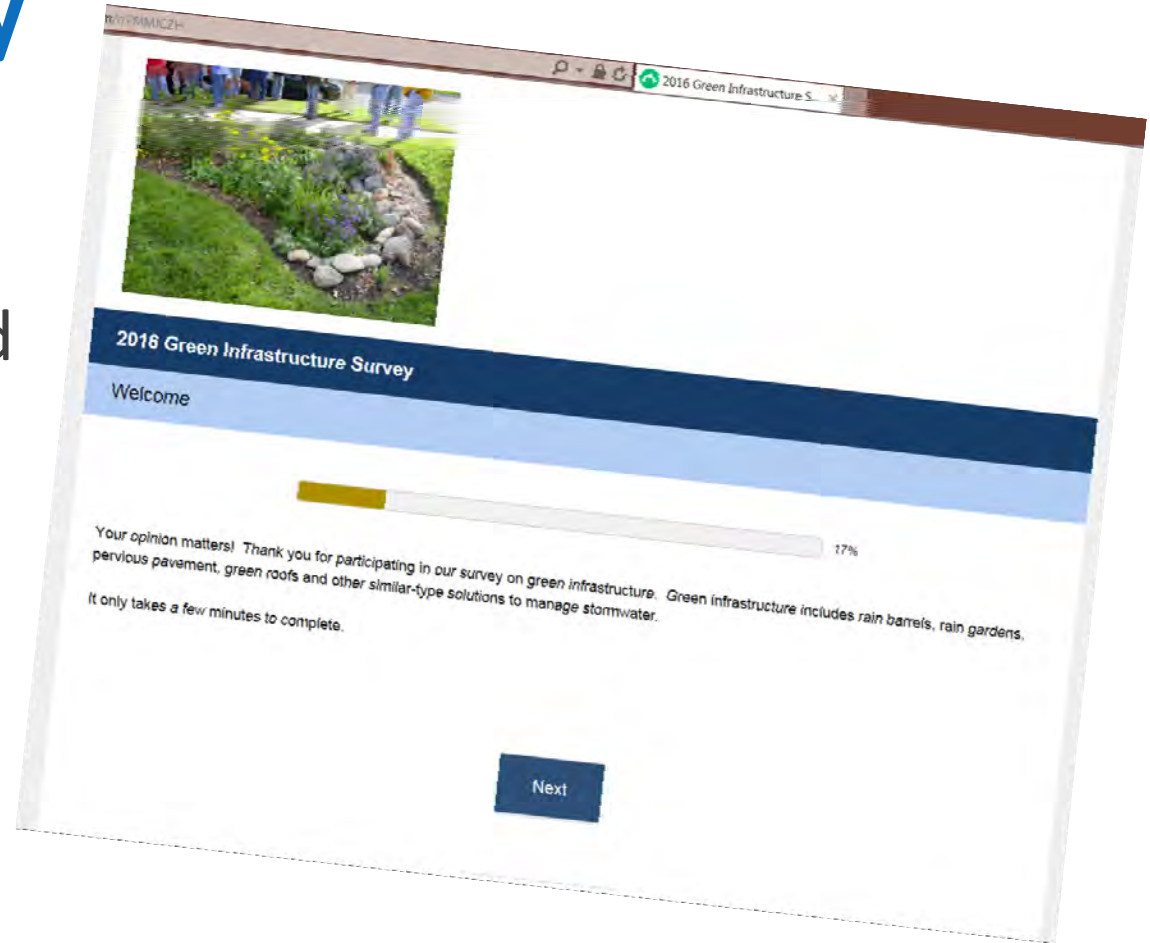 y
d
2016 Green Infrastructure S...
2016 Green Infrastructure Survey
Welcome
17%
Your opinion matters! Thank you for participating in our survey on green infrastructure. Green infrastructure includes rain barrels, rain gardens,
pervious pavement, green roofs and other similar-type solutions to manage stormwater.
It only takes a few minutes to complete.
Next